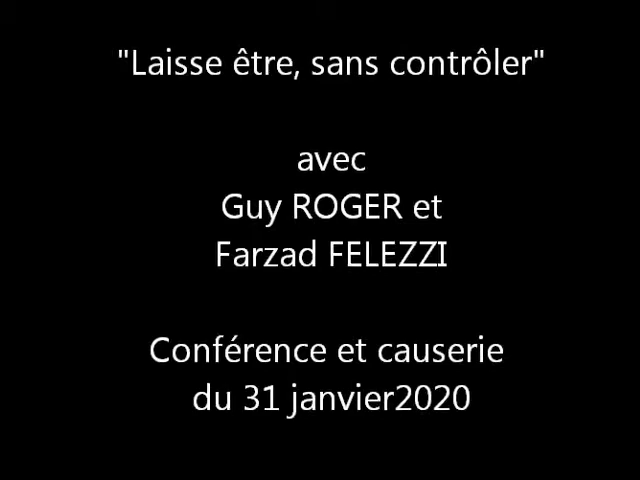 "Laisse être, sans contrôler"
avec
Guy ROGER et
Farzad FELEZZI
Conférence et causerie
du 31 janvier2020